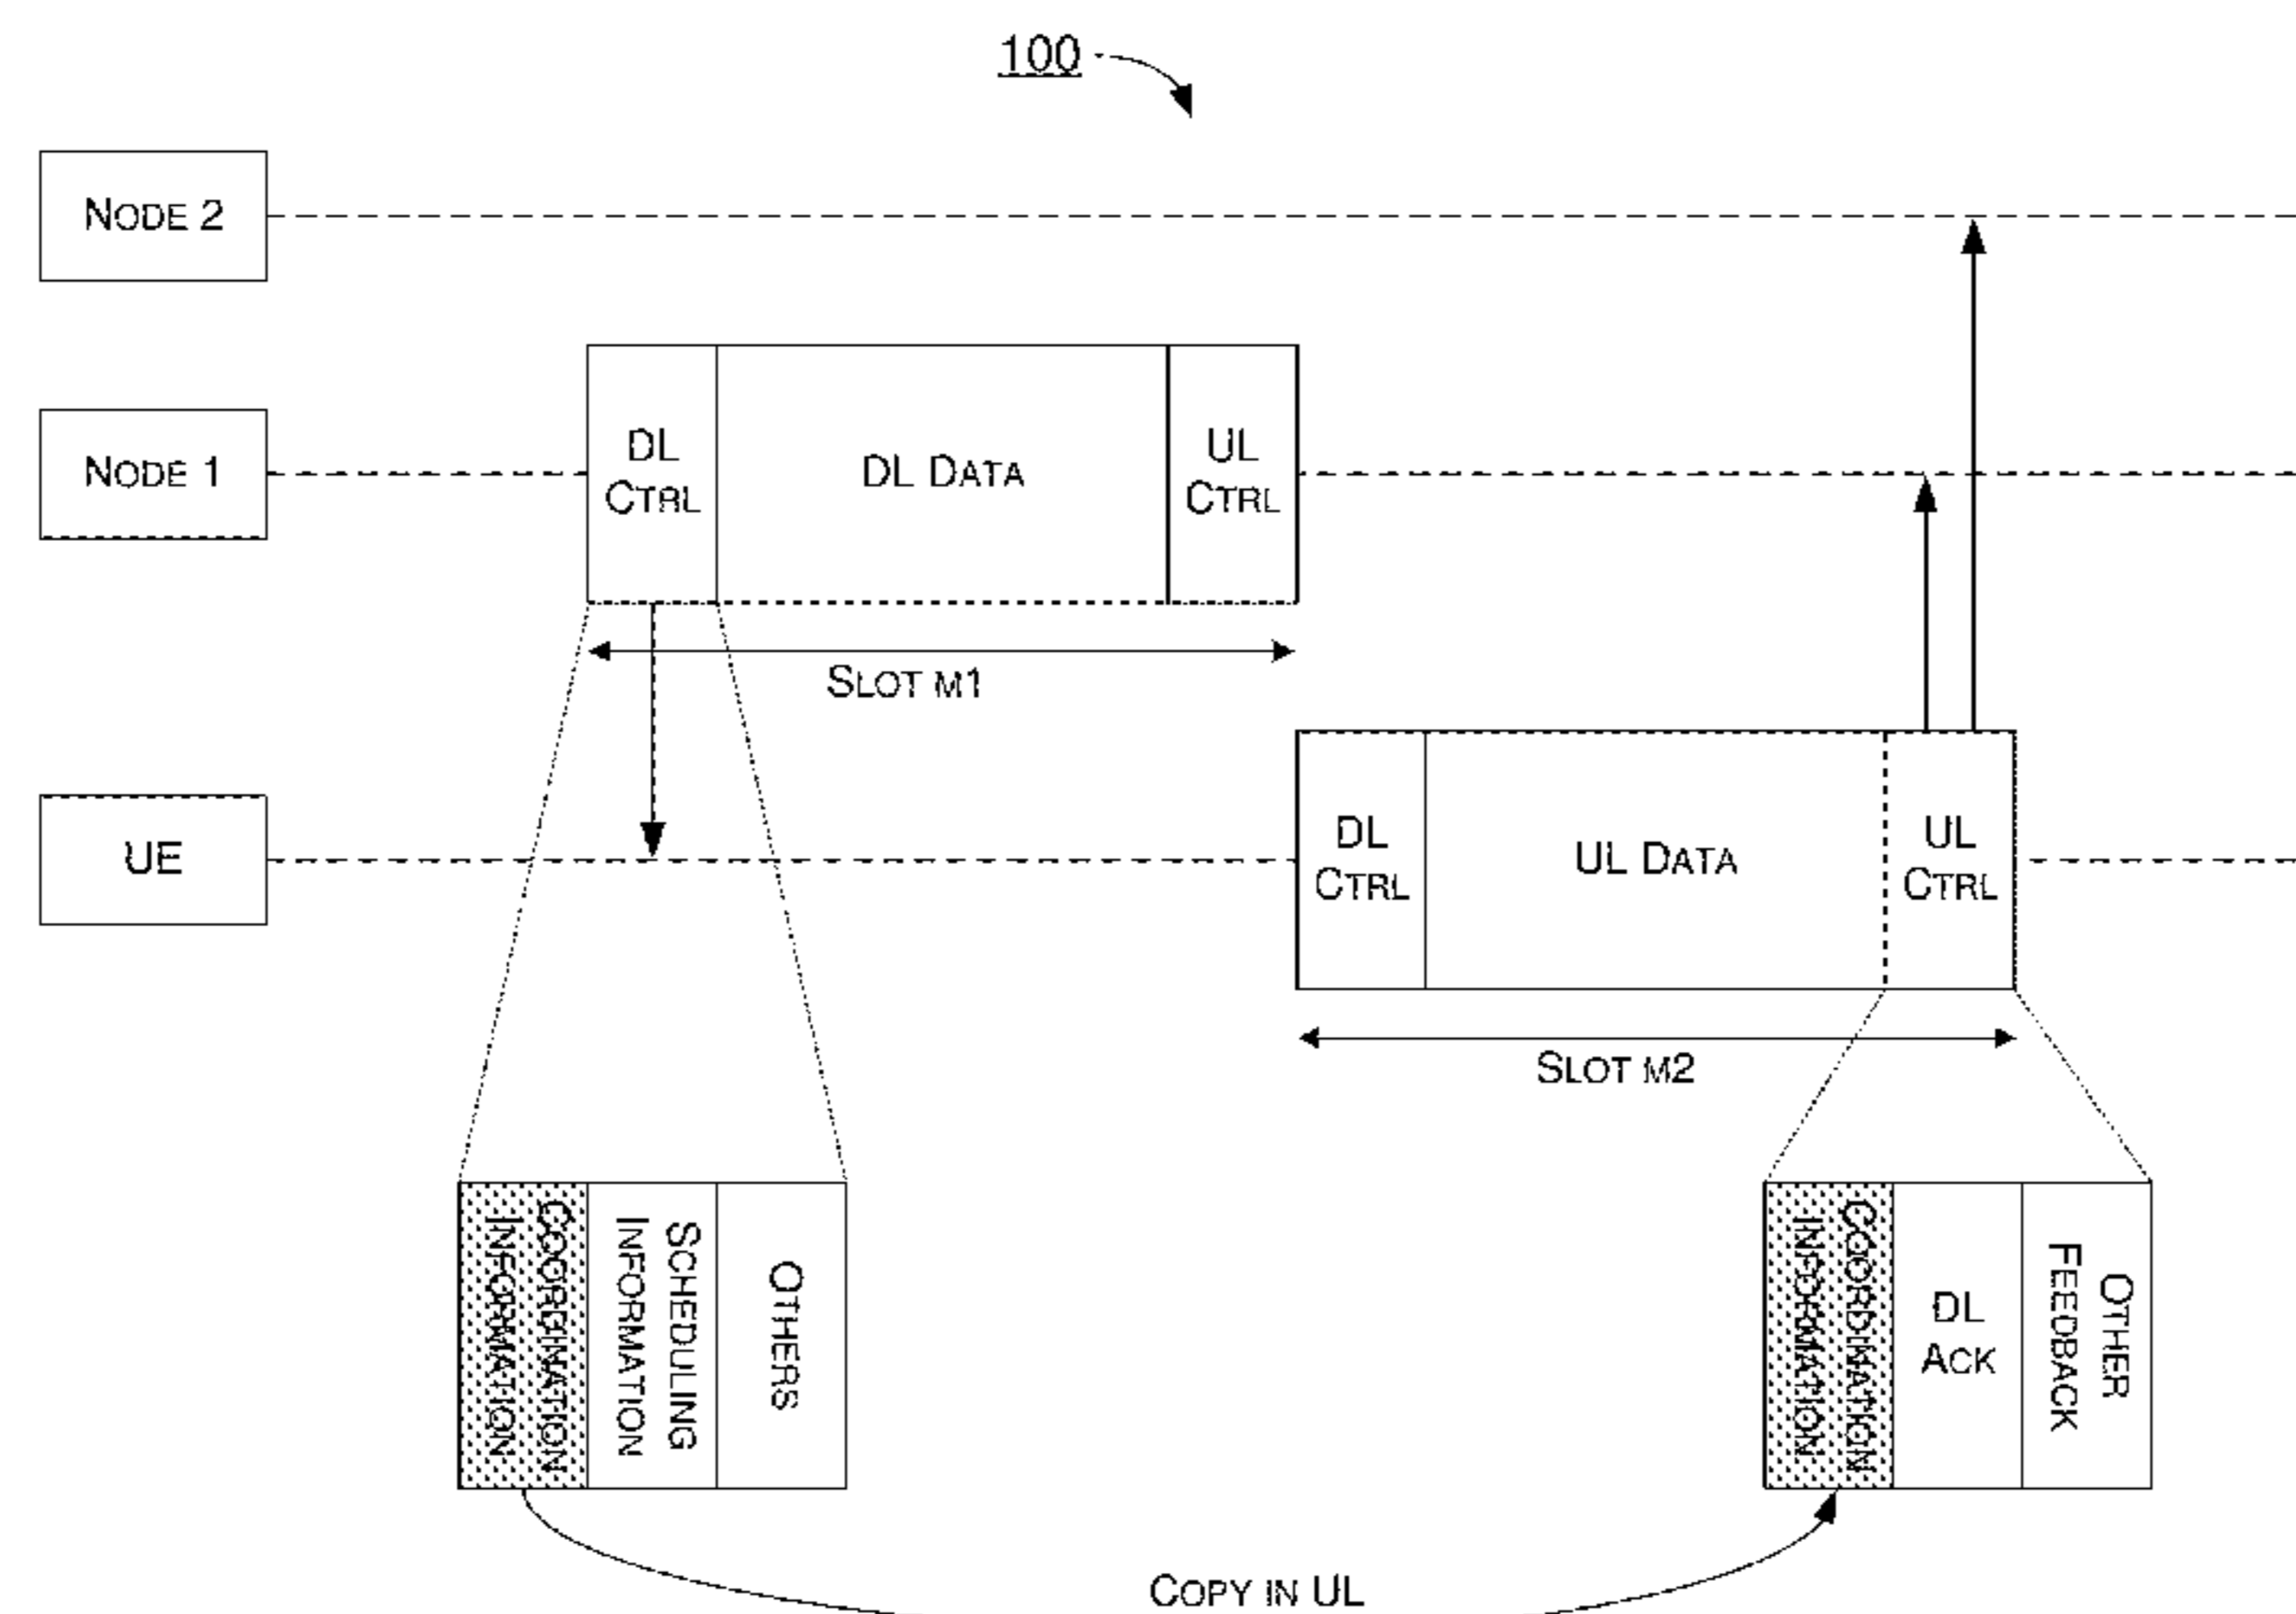 100
NODE 2
NODE 1
DL
CTRL
DL DATA
UL
CTRL
SLOT M1
UE
DL
CTRL
UL DATA
UL
CTRL
SLOT M2
COORDINATION
INFORMATION
SCHEDULING
INFORMATION
OTHERS
COORDINATION
INFORMATION
DL
ACK
OTHER
FEEDBACK
COPY IN UL